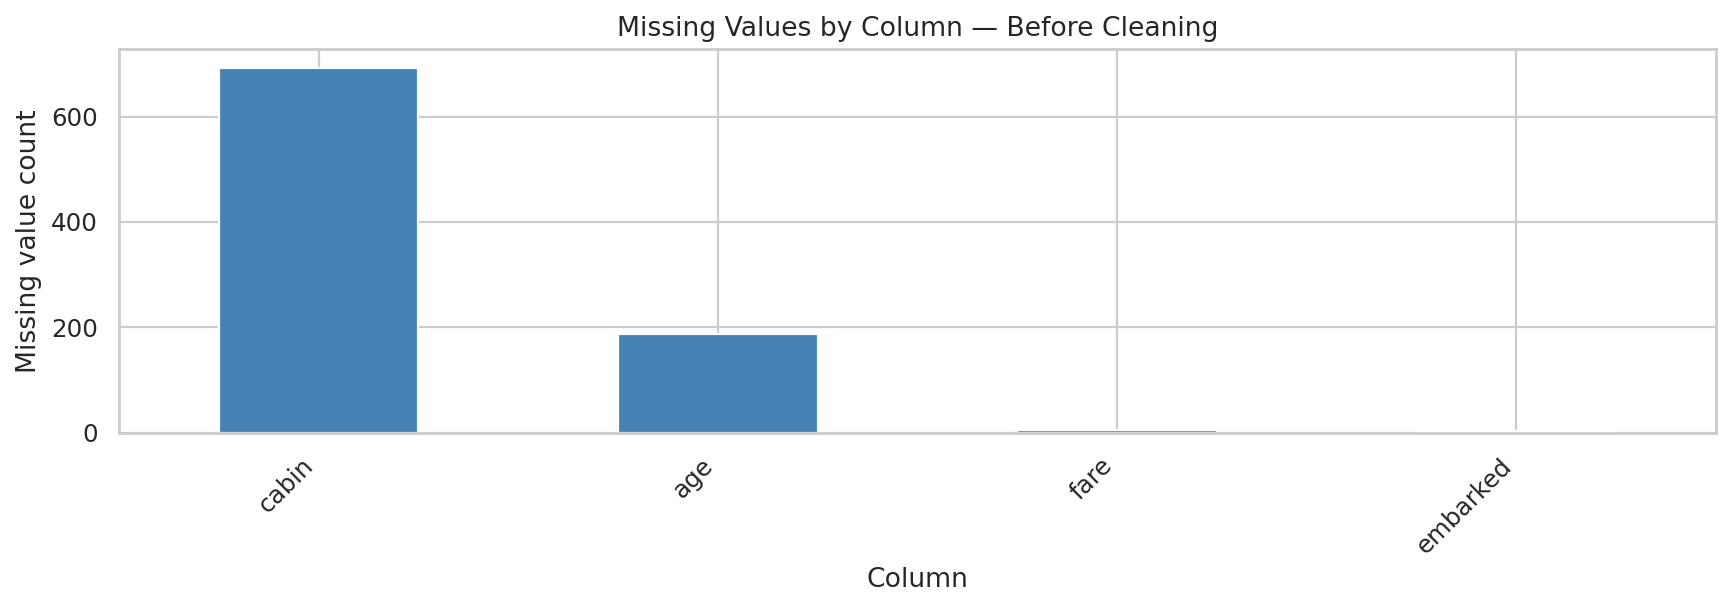 Missing Values by Column — Before Cleaning
Missing value count
600
400
200
0
cabin
age
fare
embarked
Column